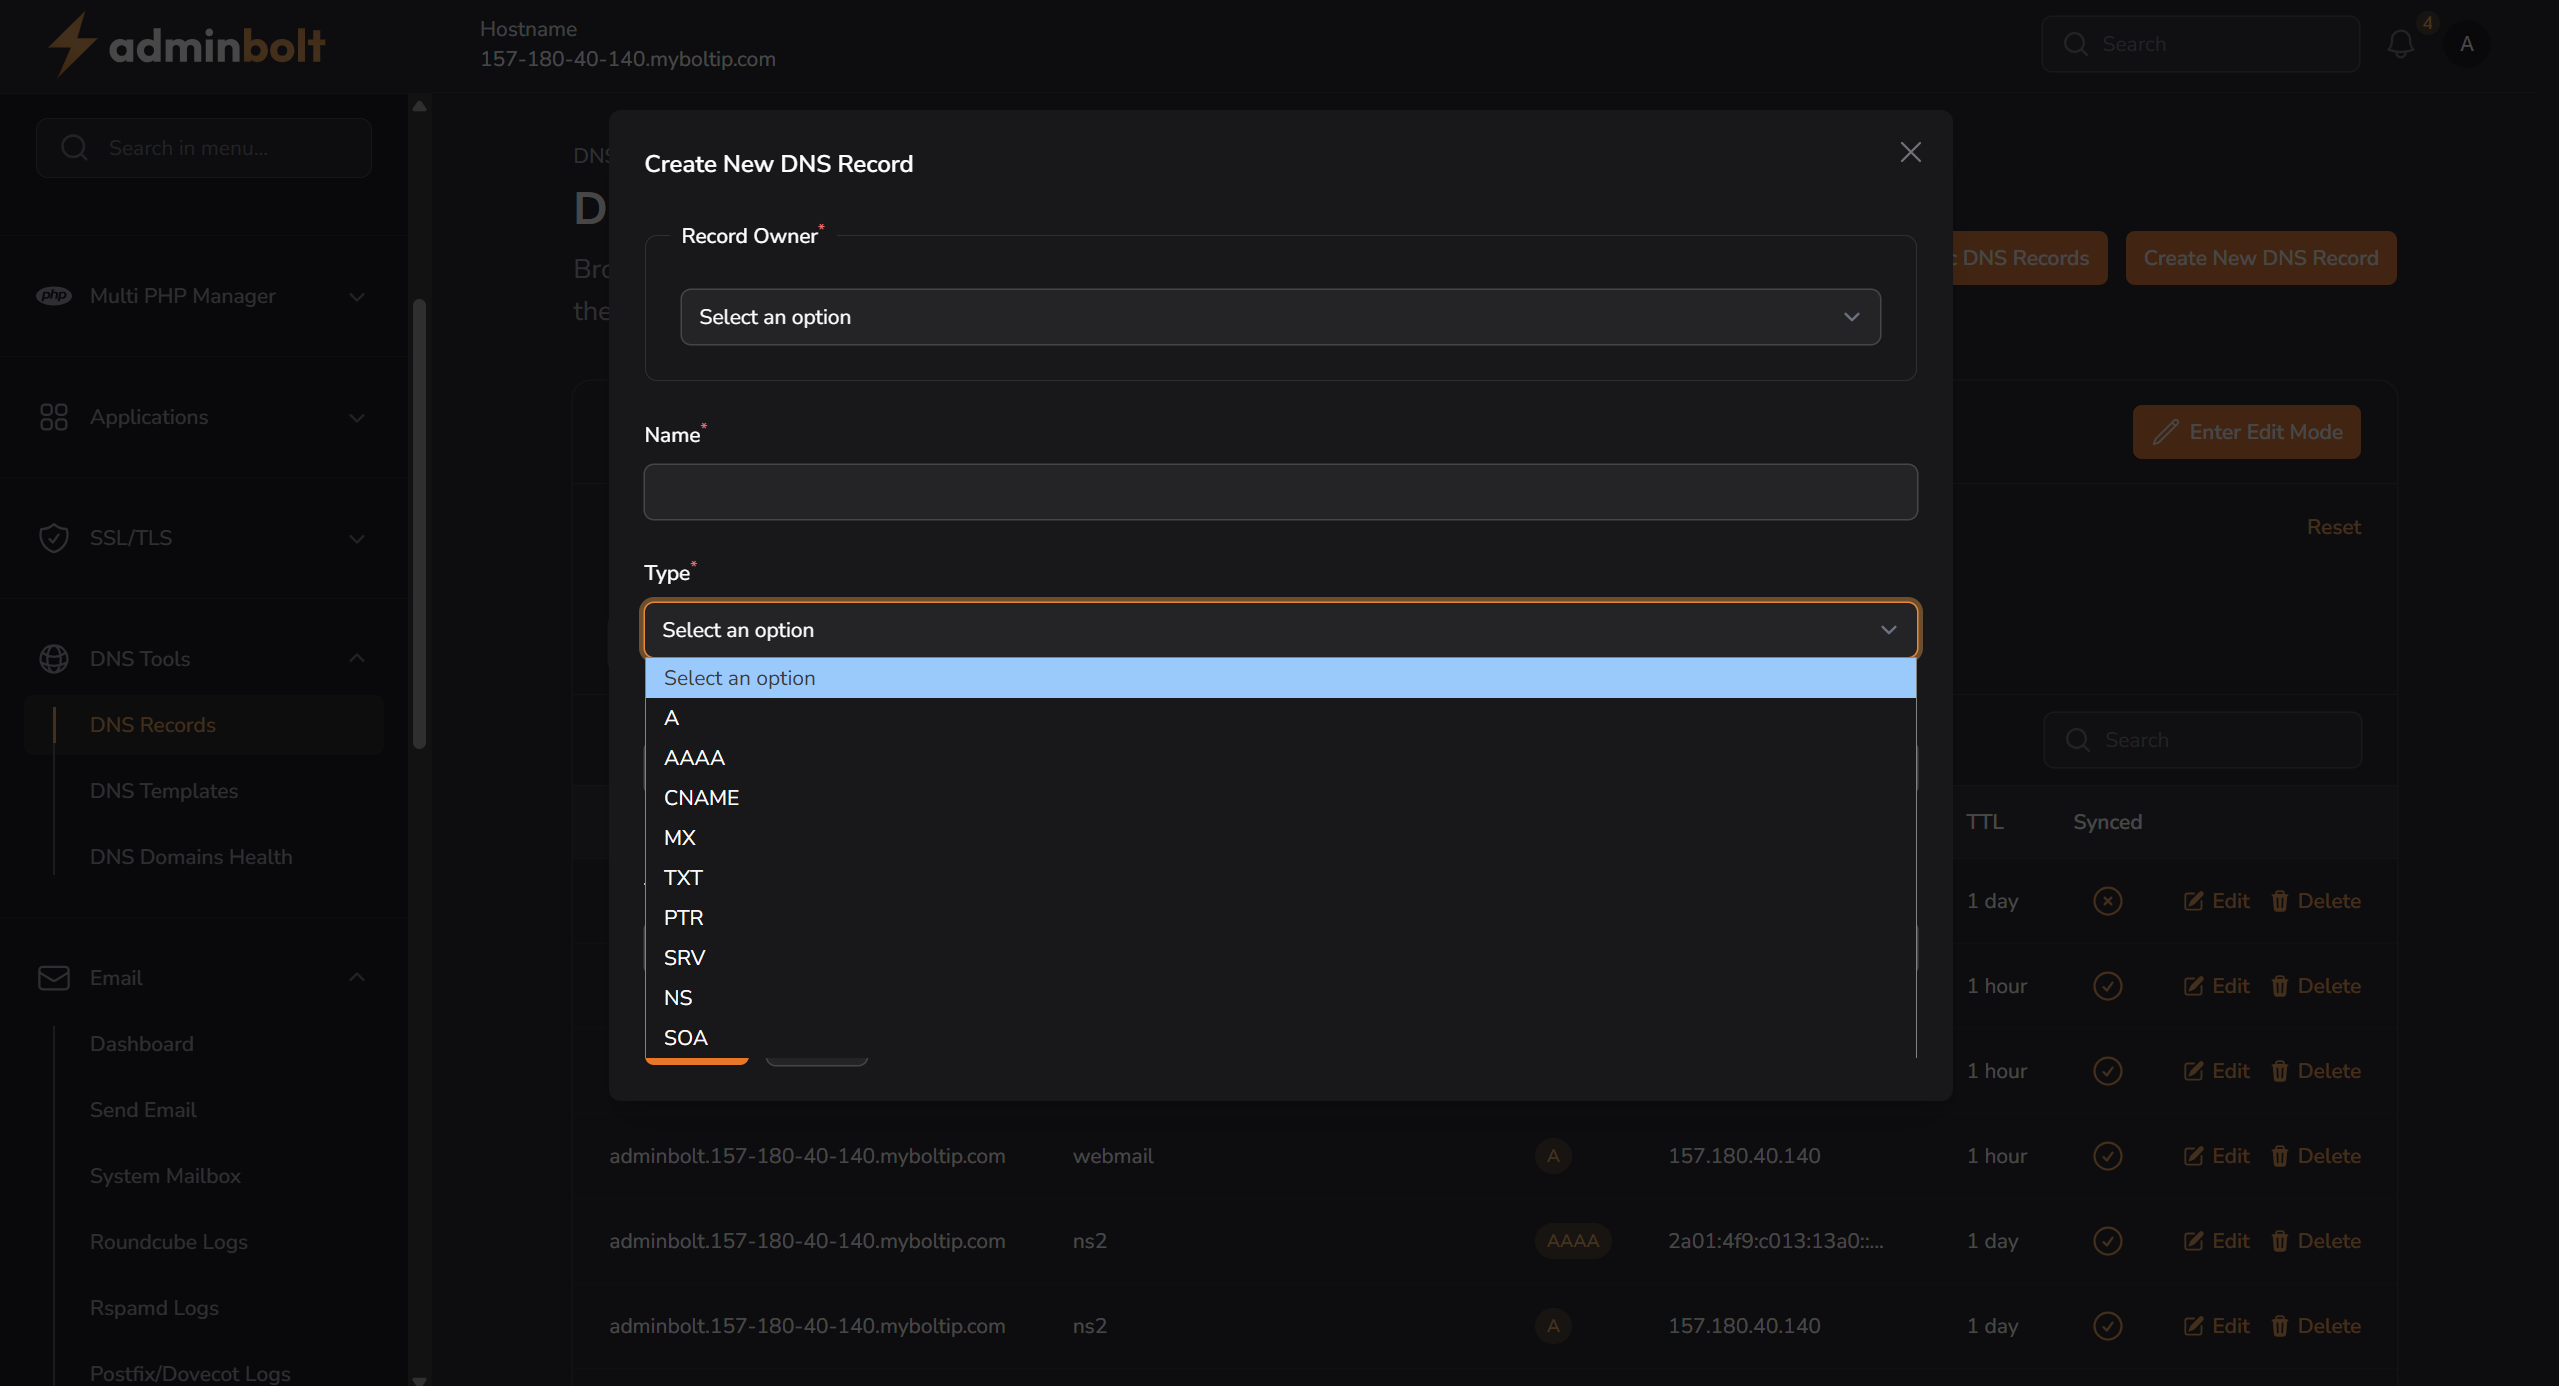 adminbolt
Hostname
157-180-40-140.myboltip.com
Search
4
A
Search in menu...
Multi PHP Manager
Applications
SSL/TLS
DNS Tools
DNS Records
DNS Templates
DNS Domains Health
Email
Dashboard
Send Email
System Mailbox
Roundcube Logs
Rspamd Logs
Postfix/Dovecot Logs
DNS
D
Bro
the
DNS Records
Create New DNS Record
Enter Edit Mode
Reset
Search
Create New DNS Record
Record Owner*
Select an option
Name*
Type*
Select an option
Select an option
A
AAAA
CNAME
MX
TXT
PTR
SRV
NS
SOA
TTL Synced
1 day Edit Delete
1 hour Edit Delete
1 hour Edit Delete
adminbolt.157-180-40-140.myboltip.com webmail A 157.180.40.140 1 hour Edit Delete
adminbolt.157-180-40-140.myboltip.com ns2 AAAA 2a01:4f9:c013:13a0::... 1 day Edit Delete
adminbolt.157-180-40-140.myboltip.com ns2 A 157.180.40.140 1 day Edit Delete